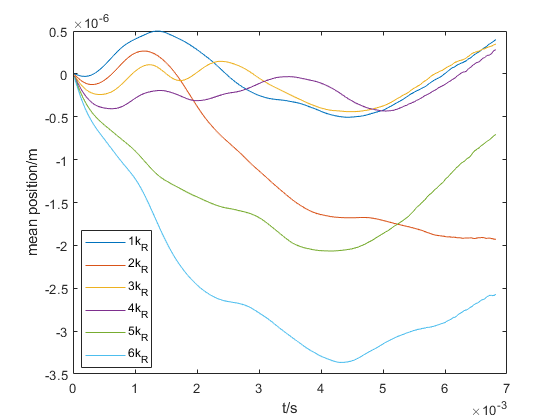 ×10^-6
0.5
0
-0.5
-1
-1.5
-2
-2.5
-3
-3.5
mean position/m
1k_R
2k_R
3k_R
4k_R
5k_R
6k_R
0 1 2 3 4 5 6 7
t/s
×10^-3